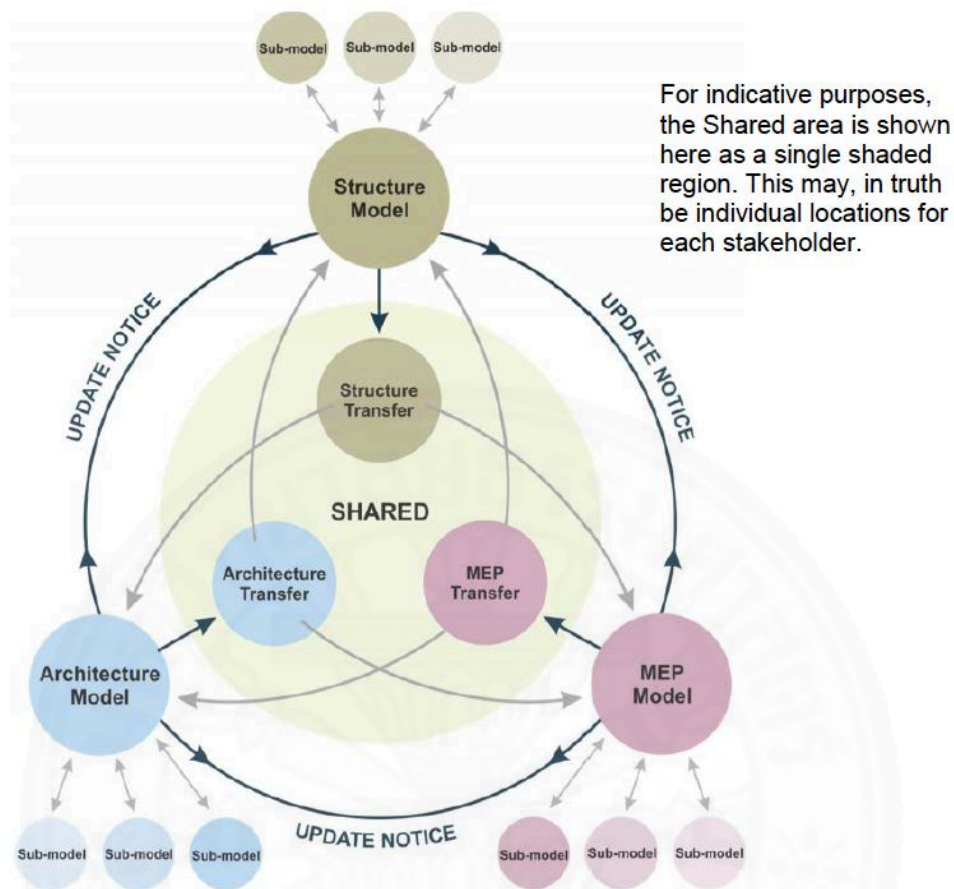 Sub-model
Sub-model
Sub-model
For indicative purposes,
the Shared area is shown
here as a single shaded
region. This may, in truth
be individual locations for
each stakeholder.
Structure
Model
UPDATE NOTICE
UPDATE NOTICE
Structure
Transfer
SHARED
Architecture
Transfer
MEP
Transfer
Architecture
Model
MEP
Model
UPDATE NOTICE
Sub-model
Sub-model
Sub-model
Sub-model
Sub-model
Sub-model